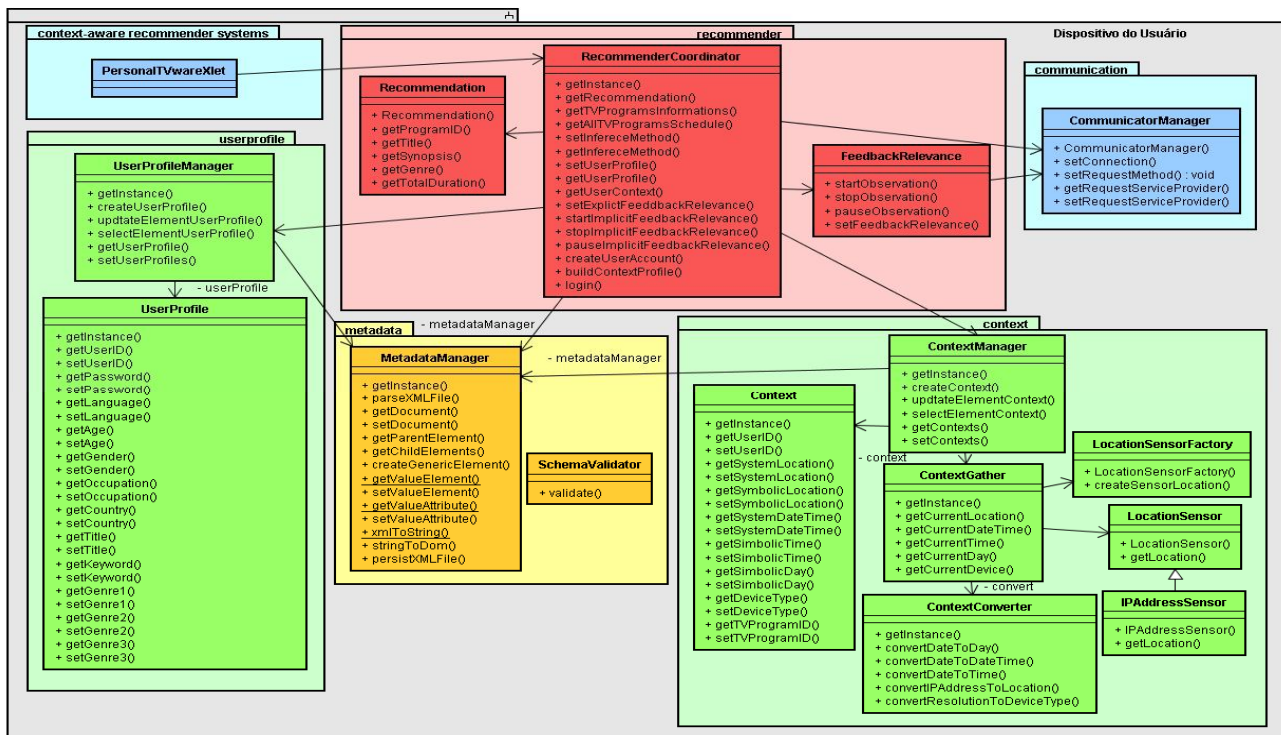 context-aware recommender systems
PersonalTVwareXlet
recommender
RecommenderCoordinator
+ getInstance()
+ getRecommendation()
+ getTVProgramsInformations()
+ getAllTVProgramsSchedule()
+ setInfereceMethod()
+ getInfereceMethod()
+ setUserProfile()
+ getUserProfile()
+ getUserContext()
+ setExplictFeeddbackRelevance()
+ startImplicitFeedbackRelevance()
+ stopImplicitFeedbackRelevance()
+ pauseImplicitFeedbackRelevance()
+ createUserAccount()
+ buildContextProfile()
+ login()
Recommendation
+ Recommendation()
+ getProgramID()
+ getTitle()
+ getSynopsis()
+ getGenre()
+ getTotalDuration()
FeedbackRelevance
+ startObservation()
+ stopObservation()
+ pauseObservation()
+ setFeedbackRelevance()
Dispositivo do Usuário
communication
CommunicatorManager
+ CommunicatorManager()
+ setConnection()
+ setRequestMethod() : void
+ getRequestServiceProvider()
+ setRequestServiceProvider()
userprofile
UserProfileManager
+ getInstance()
+ createUserProfile()
+ updtateElementUserProfile()
+ selectElementUserProfile()
+ getUserProfile()
+ setUserProfiles()
- userProfile
UserProfile
+ getInstance()
+ getUserID()
+ setUserID()
+ getPassword()
+ setPassword()
+ getLanguage()
+ setLanguage()
+ getAge()
+ setAge()
+ getGender()
+ setGender()
+ getOccupation()
+ setOccupation()
+ getCountry()
+ setCountry()
+ getTitle()
+ setTitle()
+ getKeyword()
+ setKeyword()
+ getGenre1()
+ setGenre1()
+ getGenre2()
+ setGenre2()
+ getGenre3()
+ setGenre3()
metadata
- metadataManager
- metadataManager
MetadataManager
+ getInstance()
+ parseXMLFile()
+ getDocument()
+ setDocument()
+ getParentElement()
+ getChildElements()
+ createGenericElement()
+ getValueElement()
+ setValueElement()
+ getValueAttribute()
+ setValueAttribute()
+ xmlToString()
+ stringToDom()
+ persistXMLFile()
SchemaValidator
+ validate()
context
ContextManager
+ getInstance()
+ createContext()
+ updtateElementContext()
+ selectElementContext()
+ getContexts()
+ setContexts()
- context
Context
+ getInstance()
+ getUserID()
+ setUserID()
+ getSystemLocation()
+ setSystemLocation()
+ getSymbolicLocation()
+ setSymbolicLocation()
+ getSystemDateTime()
+ setSystemDateTime()
+ getSimbolicTime()
+ setSimbolicTime()
+ getSimbolicDay()
+ setSimbolicDay()
+ getDeviceType()
+ setDeviceType()
+ getTVProgramID()
+ setTVProgramID()
ContextGather
+ getInstance()
+ getCurrentLocation()
+ getCurrentDateTime()
+ getCurrentTime()
+ getCurrentDay()
+ getCurrentDevice()
- convert
ContextConverter
+ getInstance()
+ convertDateToDay()
+ convertDateToDateTime()
+ convertDateToTime()
+ convertIPAddressToLocation()
+ convertResolutionToDeviceType()
LocationSensorFactory
+ LocationSensorFactory()
+ createSensorLocation()
LocationSensor
+ LocationSensor()
+ getLocation()
IPAddressSensor
+ IPAddressSensor()
+ getLocation()